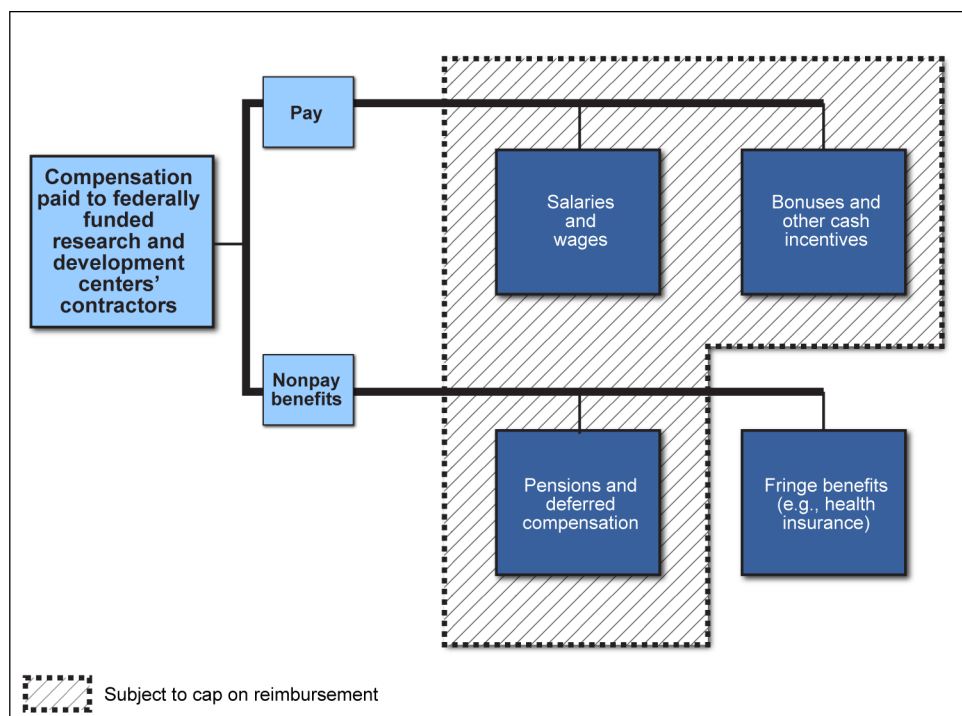 Compensation
paid to federally
funded
research and
development
centers’
contractors
Pay
Salaries
and
wages
Bonuses and
other cash
incentives
Nonpay
benefits
Pensions and
deferred
compensation
Fringe benefits
(e.g., health
insurance)
Subject to cap on reimbursement